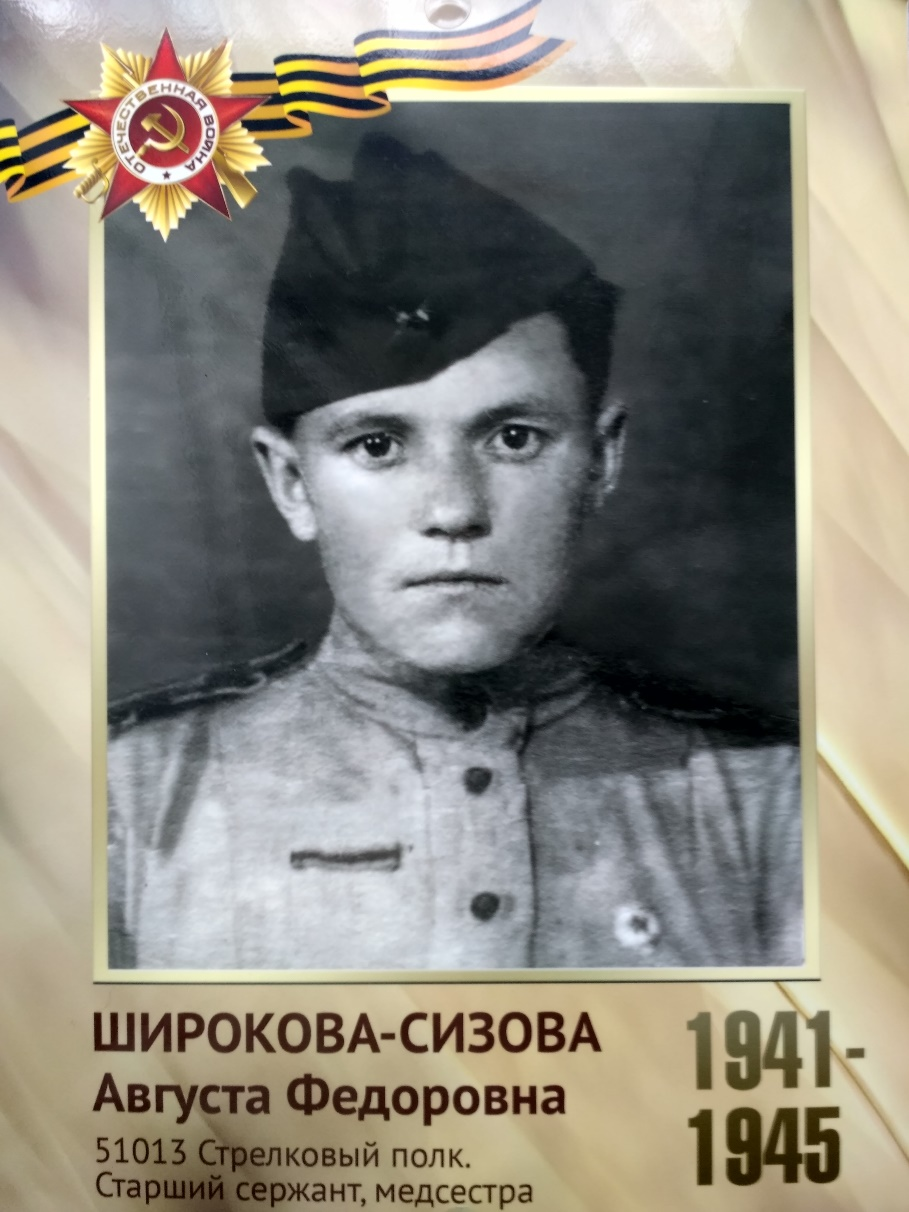 ОТЕЧЕСТВЕННАЯ ВОЙНА
ШИРОКОВА-СИЗОВА
Августа Федоровна
51013 Стрелковый полк.
Старший сержант, медсестра
1941-
1945